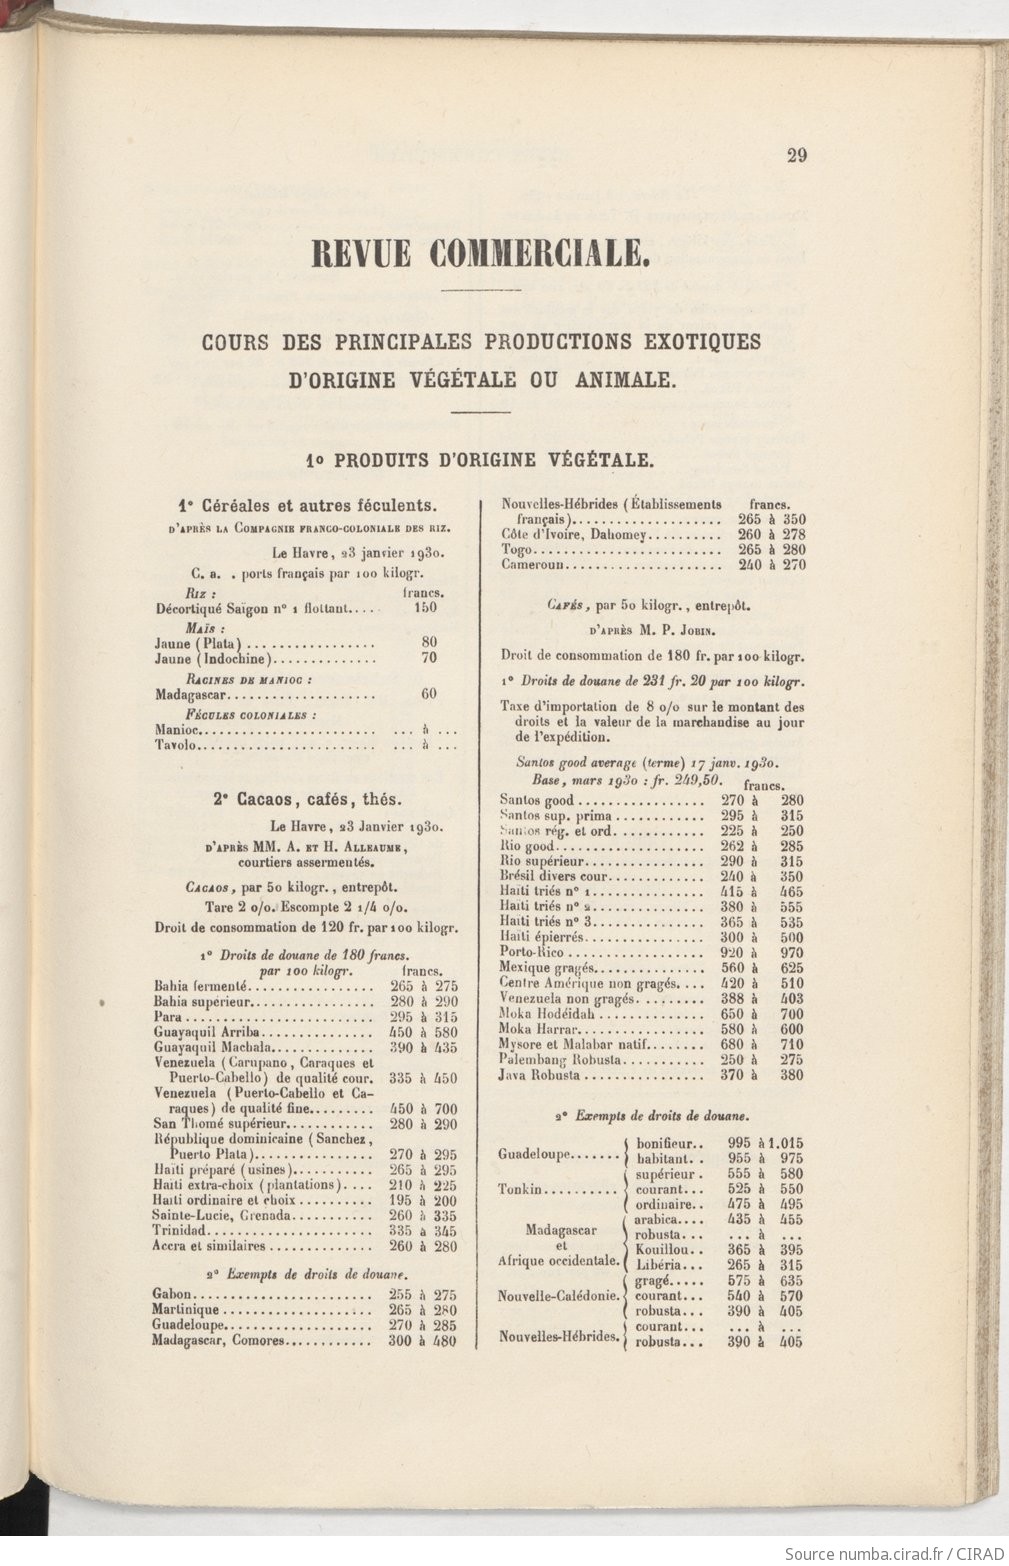 29
REVUE COMMERCIALE.
COURS DES PRINCIPALES PRODUCTIONS EXOTIQUES
D'ORIGINE VÉGÉTALE OU ANIMALE.
1o PRODUITS D'ORIGINE VÉGÉTALE.
1° Céréales et autres féculents.
D'APRÈS LA COMPAGNIE FRANCO-COLONIALE DES RIZ.
Le Havre, 23 janvier 1930.
C. a. . ports français par 100 kilogr.
RIZ : francs.
Décortiqué Saïgon n° 1 flottant..... 150
MAÏS :
Jaune (Plata) ................ 80
Jaune (Indochine).............. 70
RACINES DE MANIOC :
Madagascar.................... 60
FÉCULES COLONIALES :
Manioc........................ ... à ...
Tavolo........................ ... à ...
2° Cacaos, cafés, thés.
Le Havre, 23 Janvier 1930.
D'APRÈS MM. A. ET H. ALLEAUME,
courtiers assermentés.
CACAOS, par 50 kilogr., entrepôt.
Tare 2 o/o. Escompte 2 1/4 o/o.
Droit de consommation de 120 fr. par 100 kilogr.
1° Droits de douane de 180 francs.
par 100 kilogr. francs.
Bahia fermenté................. 265 à 275
Bahia supérieur................ 280 à 290
Para ......................... 295 à 315
Guayaquil Arriba............... 450 à 580
Guayaquil Machala.............. 390 à 435
Venezuela (Carupano, Caraques et
Puerto-Cabello) de qualité cour. 335 à 450
Venezuela (Puerto-Cabello et Ca-
raques) de qualité fine......... 450 à 700
San Thomé supérieur............ 280 à 290
République dominicaine (Sanchez,
Puerto Plata)................ 270 à 295
Haïti préparé (usines)........... 265 à 295
Haïti extra-choix (plantations).... 210 à 225
Haïti ordinaire et choix .......... 195 à 200
Sainte-Lucie, Grenada........... 260 à 335
Trinidad...................... 335 à 345
Accra et similaires .............. 260 à 280
2° Exempts de droits de douane.
Gabon........................ 255 à 275
Martinique .................... 265 à 280
Guadeloupe.................... 270 à 285
Madagascar, Comores............ 300 à 480
Nouvelles-Hébrides (Établissements francs.
français).................... 265 à 350
Côte d'Ivoire, Dahomey.......... 260 à 278
Togo......................... 265 à 280
Cameroun..................... 240 à 270
CAFÉS, par 50 kilogr., entrepôt.
D'APRÈS M. P. JOBIN.
Droit de consommation de 180 fr. par 100 kilogr.
1° Droits de douane de 231 fr. 20 par 100 kilogr.
Taxe d'importation de 8 o/o sur le montant des
droits et la valeur de la marchandise au jour
de l'expédition.
Santos good average (terme) 17 janv. 1930.
Base, mars 1930 : fr. 249,50. francs.
Santos good ................. 270 à 280
Santos sup. prima ............ 295 à 315
Santos rég. et ord. ............ 225 à 250
Rio good.................... 262 à 285
Rio supérieur................ 290 à 315
Brésil divers cour............. 240 à 350
Haïti triés n° 1............... 415 à 465
Haïti triés n° 2............... 380 à 555
Haïti triés n° 3............... 365 à 535
Haïti épierrés................ 300 à 500
Porto-Rico .................. 920 à 970
Mexique gragés............... 560 à 625
Centre Amérique non gragés.... 420 à 510
Venezuela non gragés.......... 388 à 403
Moka Hodéidah .............. 650 à 700
Moka Harrar................. 580 à 600
Mysore et Malabar natif........ 680 à 710
Palembang Robusta........... 250 à 275
Java Robusta ................ 370 à 380
2° Exempts de droits de douane.
Guadeloupe....... bonifieur.. 995 à 1.015
habitant. . 955 à 975
Tonkin.......... supérieur . 555 à 580
courant... 525 à 550
ordinaire.. 475 à 495
Madagascar et Afrique occidentale. arabica.... 435 à 455
robusta... ... à ...
Kouillou.. 365 à 395
Libéria... 265 à 315
Nouvelle-Calédonie. gragé..... 575 à 635
courant... 540 à 570
robusta... 390 à 405
Nouvelles-Hébrides. courant... ... à ...
robusta... 390 à 405
Source numba.cirad.fr / CIRAD